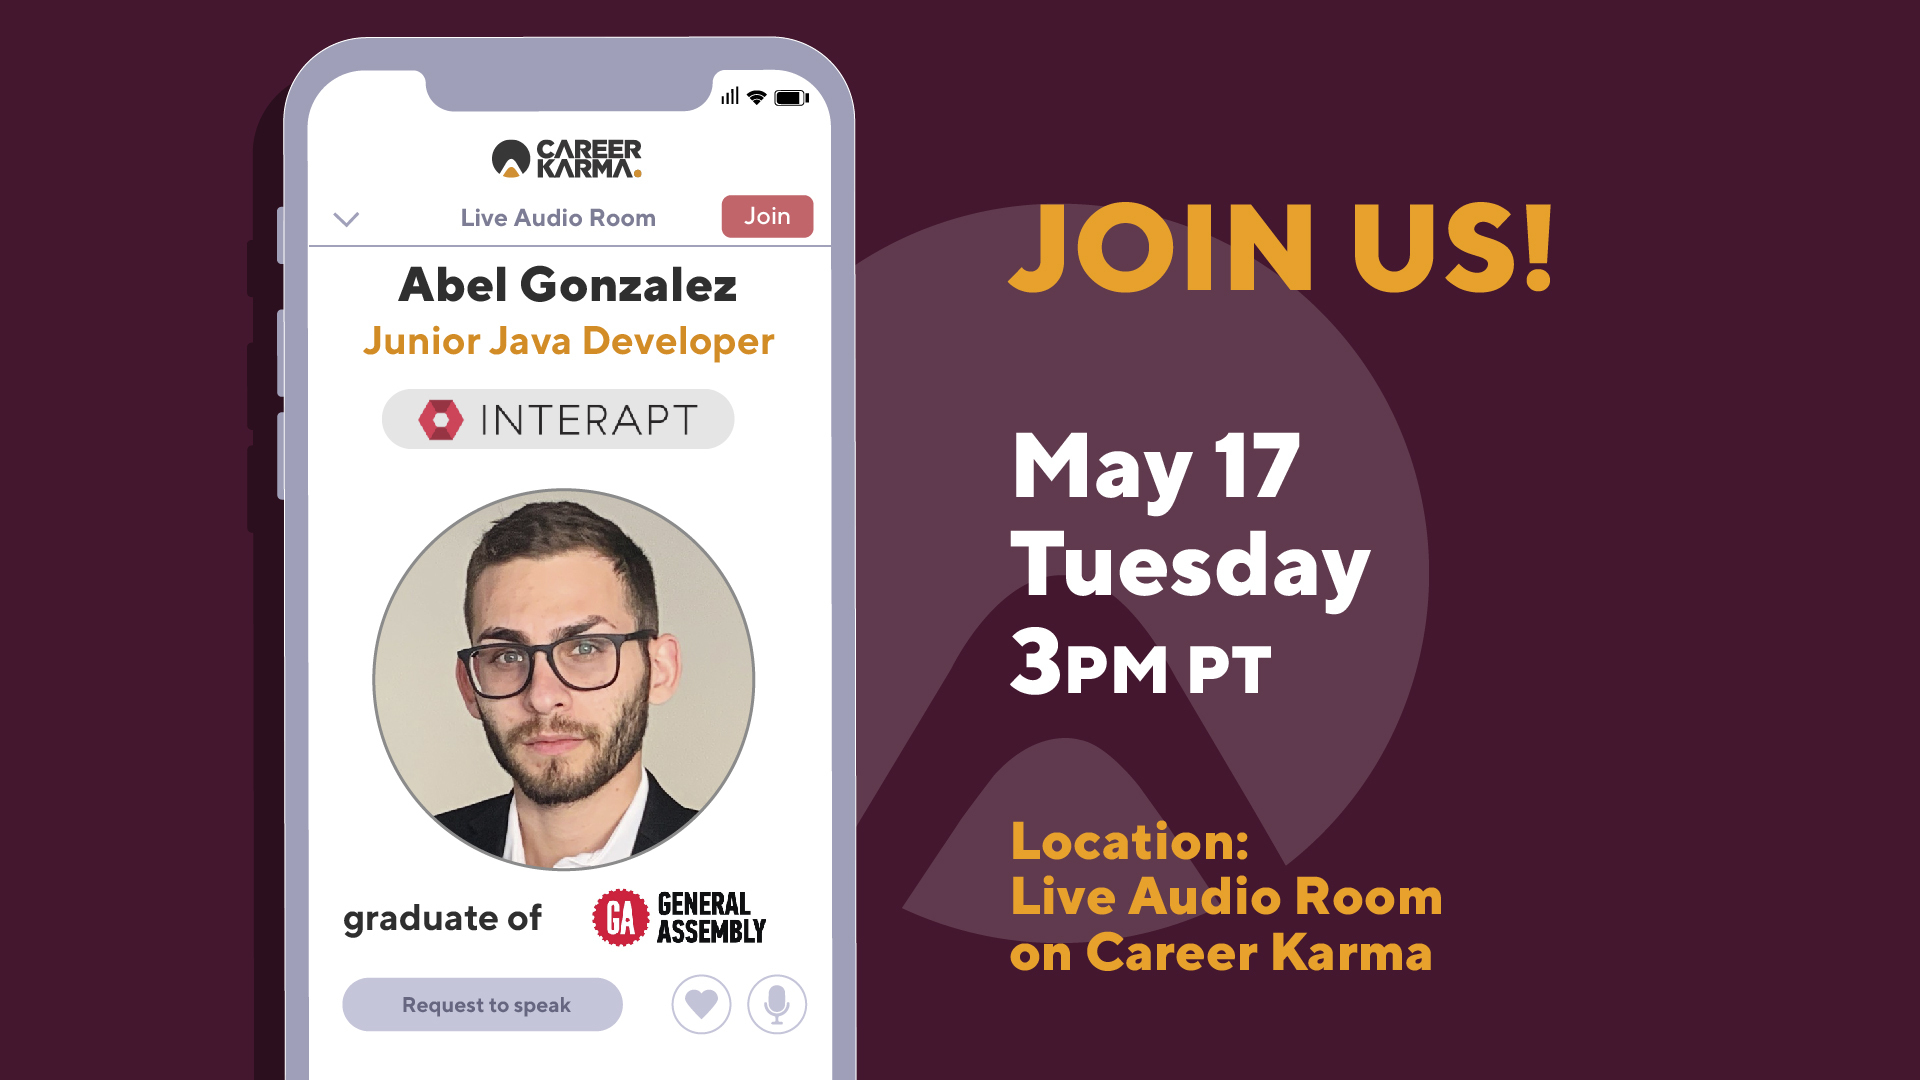 CAREER
KARMA.
Live Audio Room
Join
Abel Gonzalez
Junior Java Developer
INTERAPT
graduate of
GA
GENERAL
ASSEMBLY
Request to speak
JOIN US!
May 17
Tuesday
3PM PT
Location:
Live Audio Room
on Career Karma